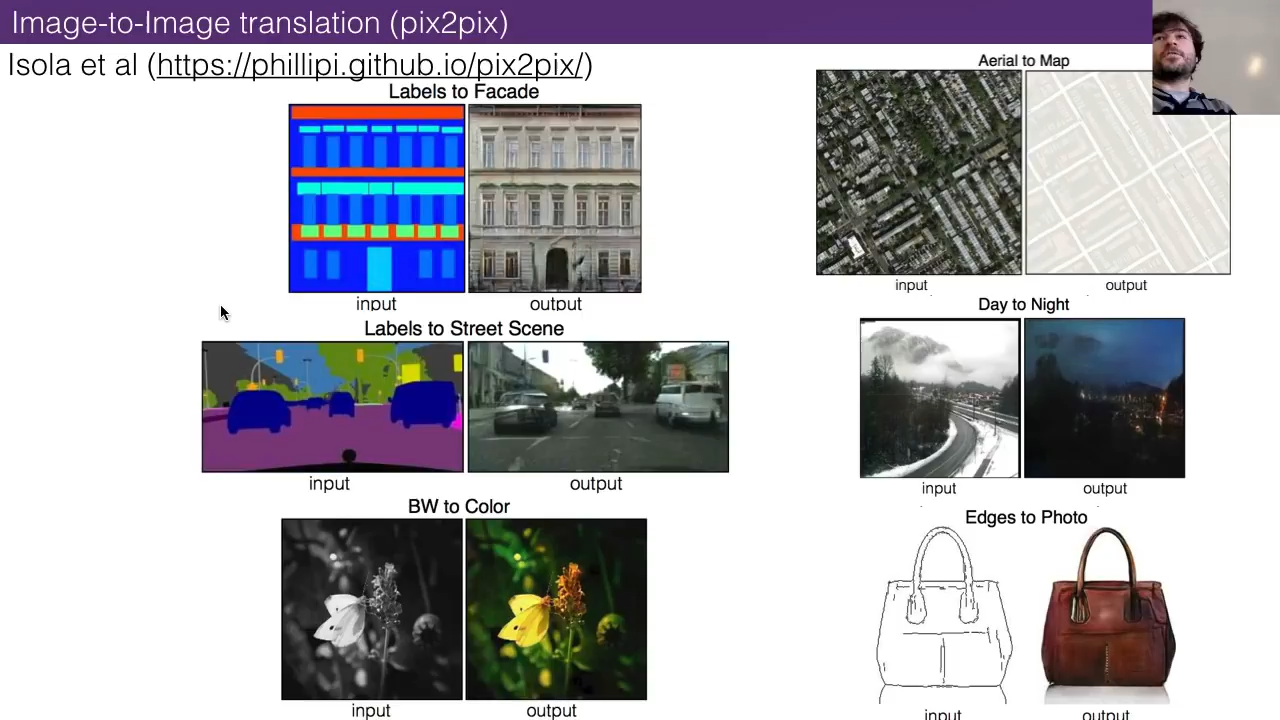 Image-to-Image translation (pix2pix)
Isola et al (https://phillipi.github.io/pix2pix/)
Labels to Facade
input output
Labels to Street Scene
input output
BW to Color
input output
Aerial to Map
input output
Day to Night
input output
Edges to Photo
input output